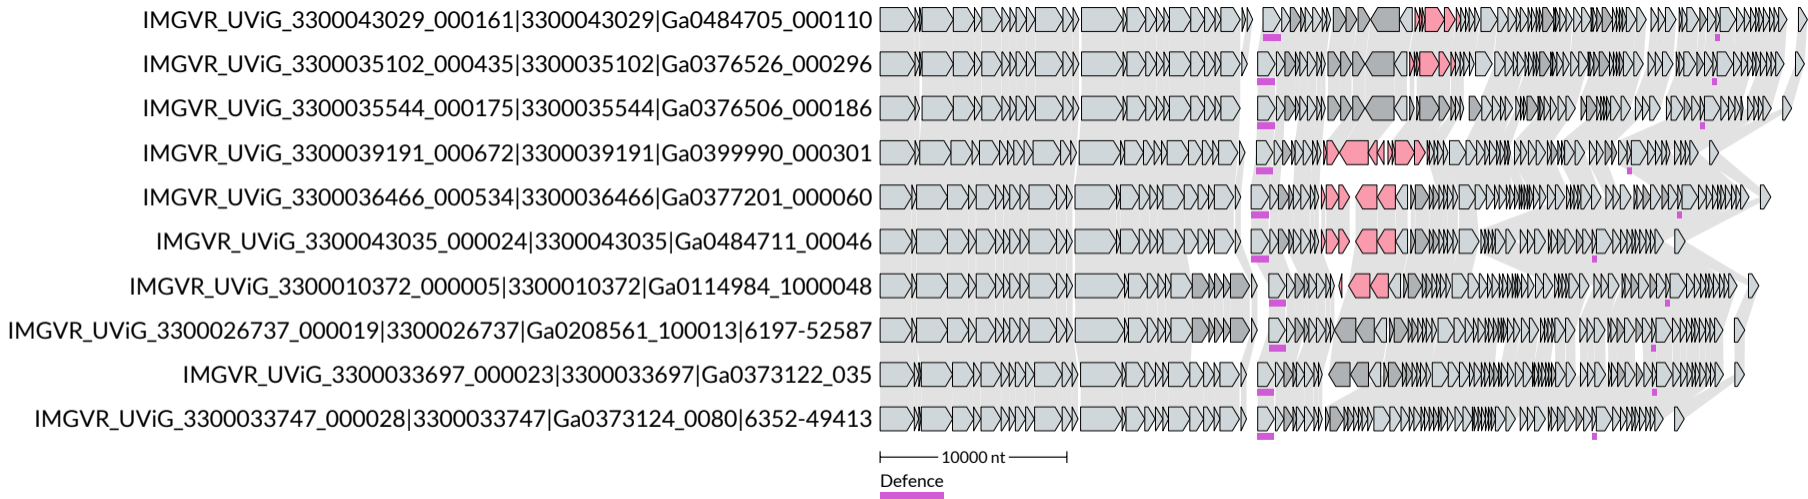 IMGVR_UViG_3300043029_000161|3300043029|Ga0484705_000110
IMGVR_UViG_3300035102_000435|3300035102|Ga0376526_000296
IMGVR_UViG_3300035544_000175|3300035544|Ga0376506_000186
IMGVR_UViG_3300039191_000672|3300039191|Ga0399990_000301
IMGVR_UViG_3300036466_000534|3300036466|Ga0377201_000060
IMGVR_UViG_3300043035_000024|3300043035|Ga0484711_00046
IMGVR_UViG_3300010372_000005|3300010372|Ga0114984_1000048
IMGVR_UViG_3300026737_000019|3300026737|Ga0208561_100013|6197-52587
IMGVR_UViG_3300033697_000023|3300033697|Ga0373122_035
IMGVR_UViG_3300033747_000028|3300033747|Ga0373124_0080|6352-49413
10000 nt
Defence